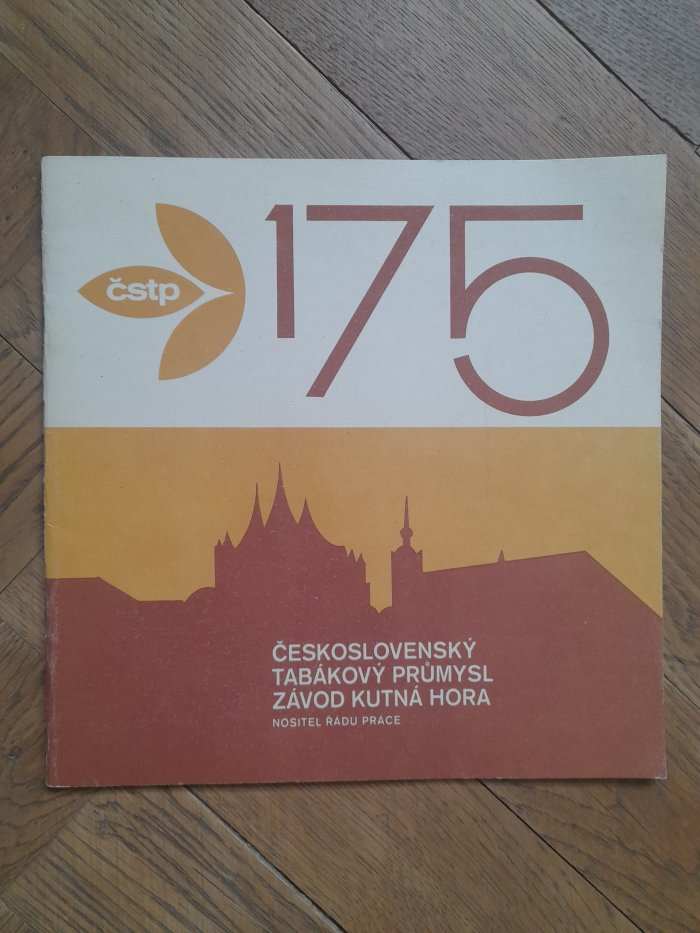 čstp
175
ČESKOSLOVENSKÝ
TABÁKOVÝ PRŮMYSL
ZÁVOD KUTNÁ HORA
NOSITEL ŘÁDU PRÁCE